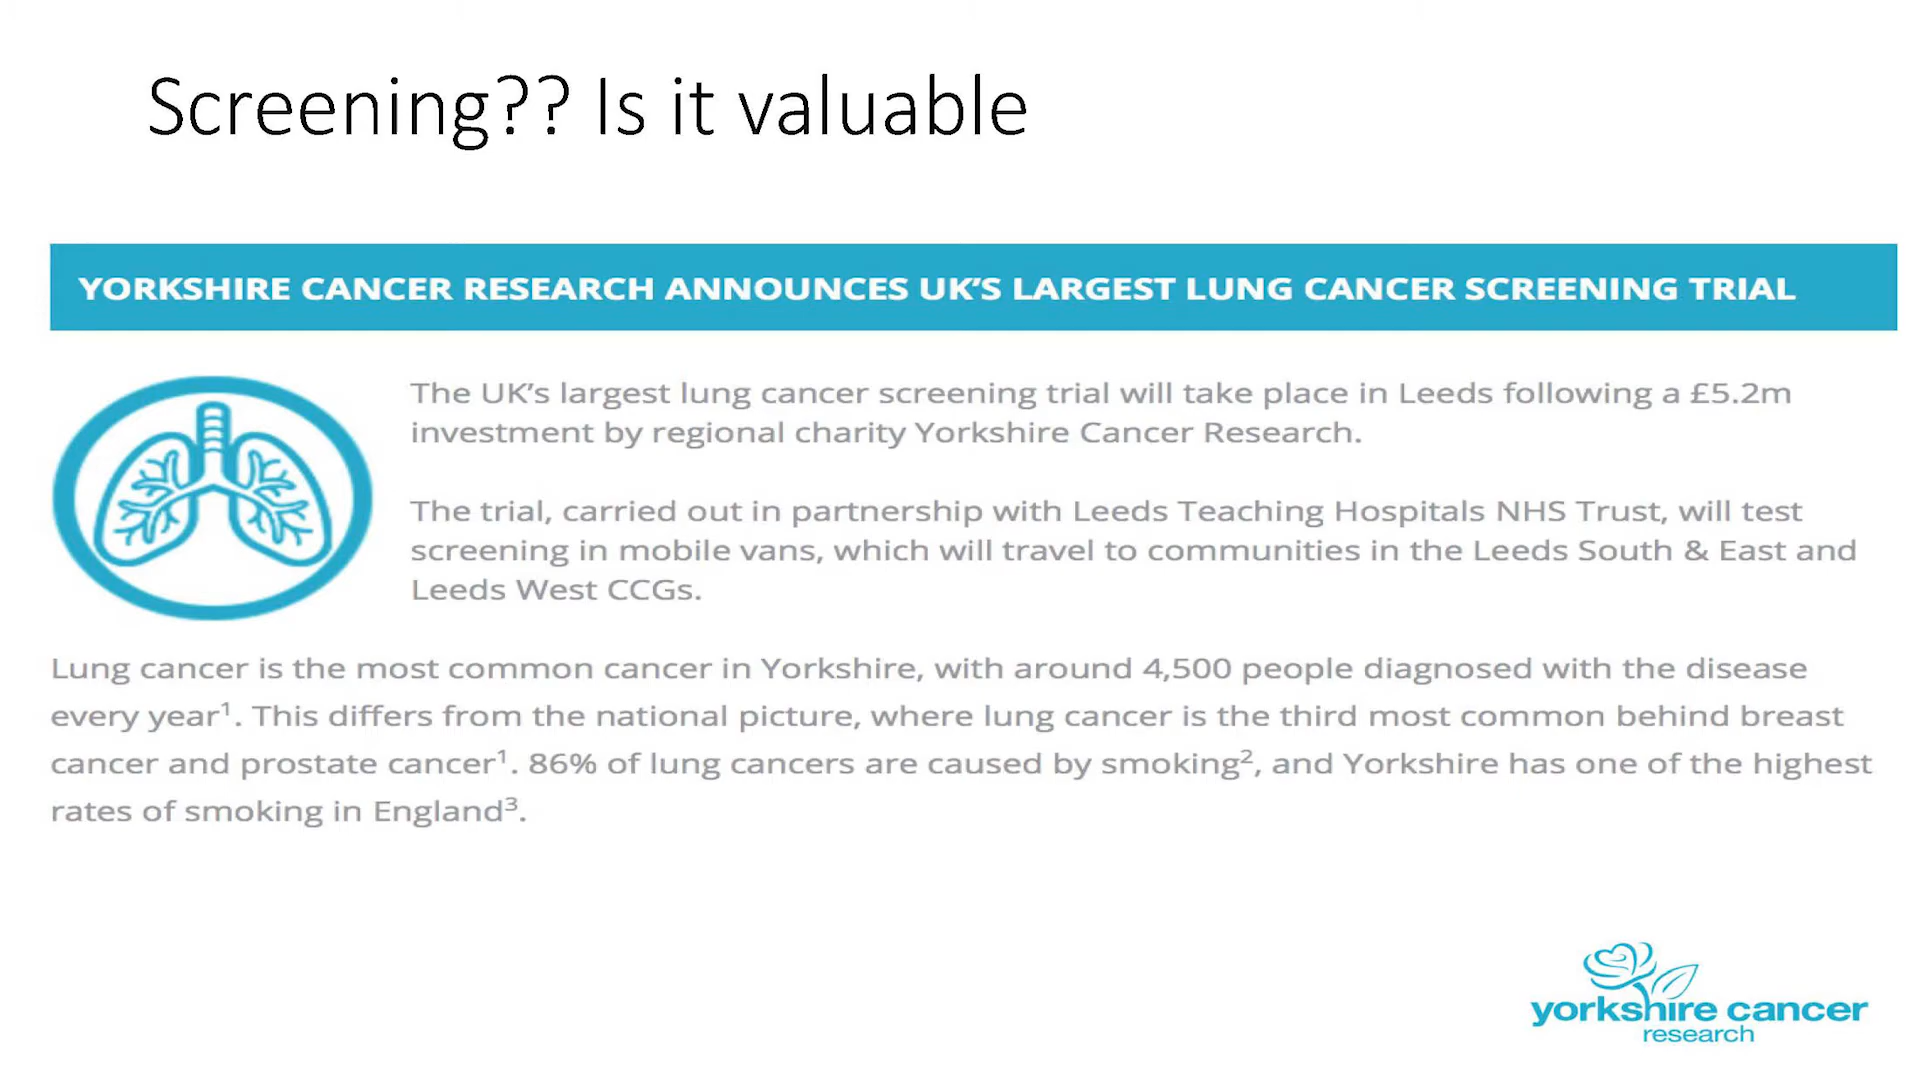 Screening?? Is it valuable
YORKSHIRE CANCER RESEARCH ANNOUNCES UK'S LARGEST LUNG CANCER SCREENING TRIAL
The UK's largest lung cancer screening trial will take place in Leeds following a £5.2m
investment by regional charity Yorkshire Cancer Research.
The trial, carried out in partnership with Leeds Teaching Hospitals NHS Trust, will test
screening in mobile vans, which will travel to communities in the Leeds South & East and
Leeds West CCGs.
Lung cancer is the most common cancer in Yorkshire, with around 4,500 people diagnosed with the disease
every year¹. This differs from the national picture, where lung cancer is the third most common behind breast
cancer and prostate cancer¹. 86% of lung cancers are caused by smoking², and Yorkshire has one of the highest
rates of smoking in England³.
yorkshire cancer
research